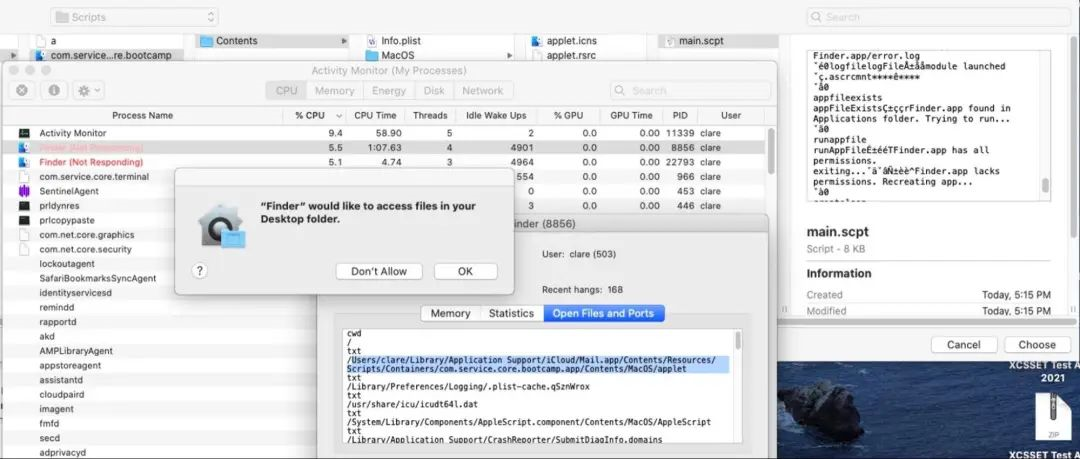 Scripts
Search
a
com.service...re.bootcamp
Contents
Info.plist
MacOS
applet.icns
applet.rsrc
main.scpt
Finder.app/error.log
ˇé0logfilelogFileÅ±ååmodule launched
ˇç.ascrcmnt****ê****
ˇå0
appfileexists
appFileExistsÇ±ççrFinder.app found in
Applications folder. Trying to run...
ˇä0
runappfile
runAppFileÉ±éêTFinder.app has all
permissions.
Finder.app lacks
permissions. Recreating app...
ˇà0
main.scpt
Script - 8 KB
Information
Created Today, 5:15 PM
Modified Today, 5:15 PM
Cancel
Choose
Activity Monitor (My Processes)
CPU
Memory
Energy
Disk
Network
Search
Process Name % CPU CPU Time Threads Idle Wake Ups % GPU GPU Time PID User
Activity Monitor 9.4 58.90 5 2 0.0 0.00 11339 clare
Finder (Not Responding) 5.5 1:07.63 4 4901 0.0 0.00 8856 clare
Finder (Not Responding) 5.1 4.74 3 4964 0.0 0.00 22793 clare
com.service.core.terminal 554 0.0 0.00 966 clare
SentinelAgent 0 0.0 0.00 453 clare
prldynres 3 0.0 0.00 446 clare
prlcopypaste
com.net.core.graphics
com.net.core.security
lockoutagent
SafariBookmarksSyncAgent
identityservicesd
remindd
rapportd
akd
AMPLibraryAgent
appstoreagent
assistantd
cloudpaird
imagent
fmfd
secd
adprivacyd
“Finder” would like to access files in your
Desktop folder.
?
Don’t Allow
OK
inder (8856)
User: clare (503)
Recent hangs: 168
Memory
Statistics
Open Files and Ports
cwd
/
txt
/Users/clare/Library/Application Support/iCloud/Mail.app/Contents/Resources/
Scripts/Containers/com.service.core.bootcamp.app/Contents/MacOS/applet
txt
/Library/Preferences/Logging/.plist-cache.qSznWrox
txt
/usr/share/icu/icudt64l.dat
txt
/System/Library/Components/AppleScript.component/Contents/MacOS/AppleScript
txt
/Library/Application Support/CrashReporter/SubmitDiagInfo.domains
XCSSET Test A
2021
ZIP
XCSSET Test A